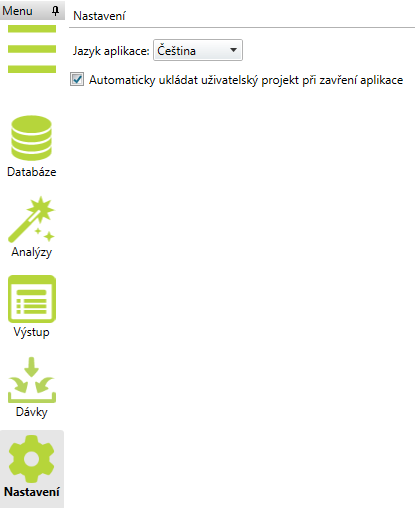 Menu
Nastavení
Jazyk aplikace: Čeština
Automaticky ukládat uživatelský projekt při zavření aplikace
Databáze
Analýzy
Výstup
Dávky
Nastavení